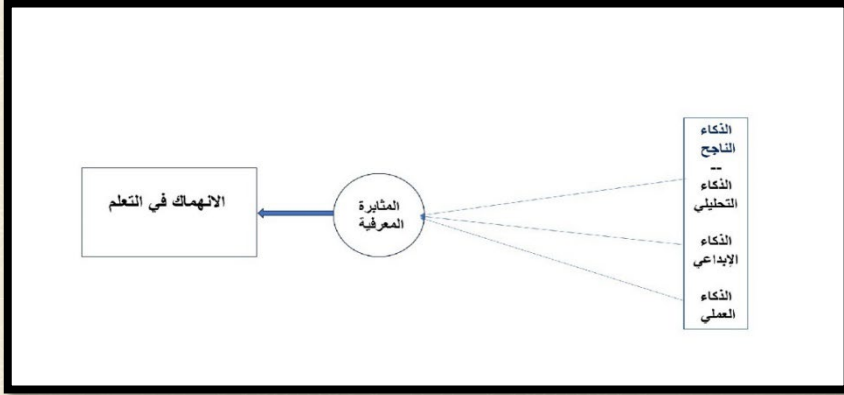 الذكاء
الناجح
--
الذكاء
التحليلي
الذكاء
الإبداعي
الذكاء
العملي
المثابرة
المعرفية
الانهماك في التعلم